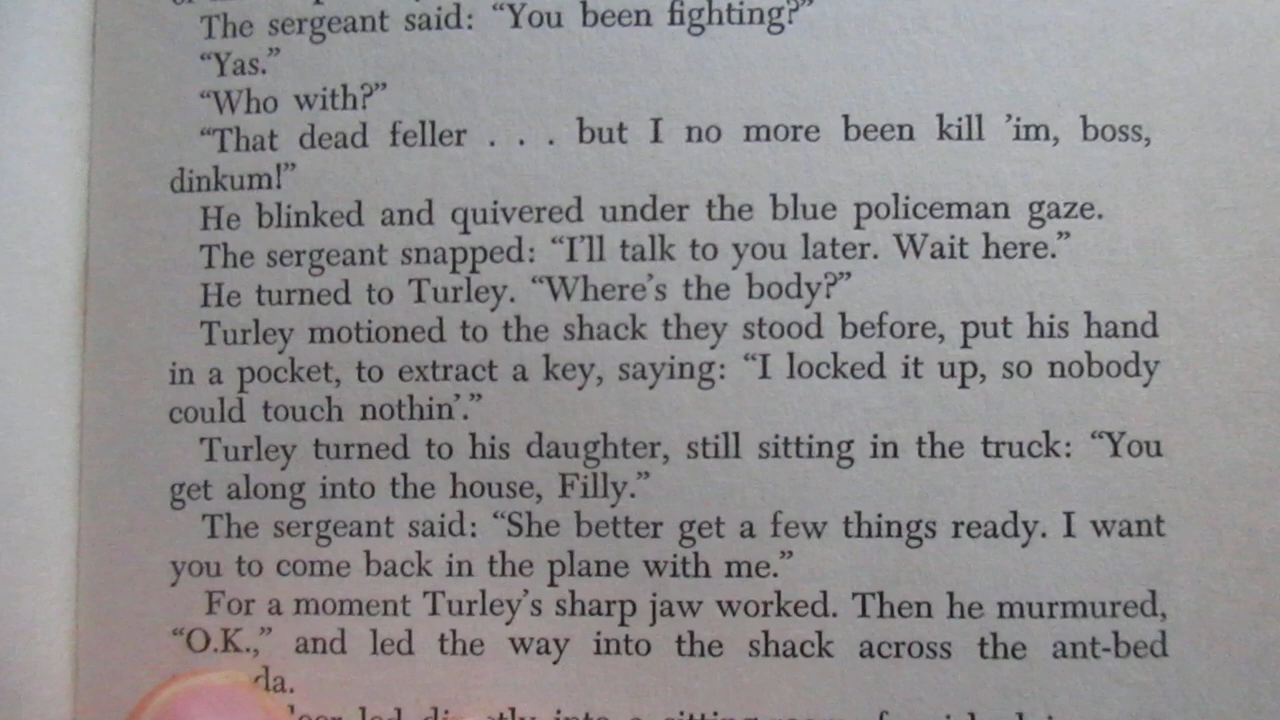 The sergeant said: “You been fighting?”
“Yas.”
“Who with?”
“That dead feller . . . but I no more been kill ’im, boss,
dinkum!”
He blinked and quivered under the blue policeman gaze.
The sergeant snapped: “I’ll talk to you later. Wait here.”
He turned to Turley. “Where’s the body?”
Turley motioned to the shack they stood before, put his hand
in a pocket, to extract a key, saying: “I locked it up, so nobody
could touch nothin’.”
Turley turned to his daughter, still sitting in the truck: “You
get along into the house, Filly.”
The sergeant said: “She better get a few things ready. I want
you to come back in the plane with me.”
For a moment Turley’s sharp jaw worked. Then he murmured,
“O.K.,” and led the way into the shack across the ant-bed
da.
led into a